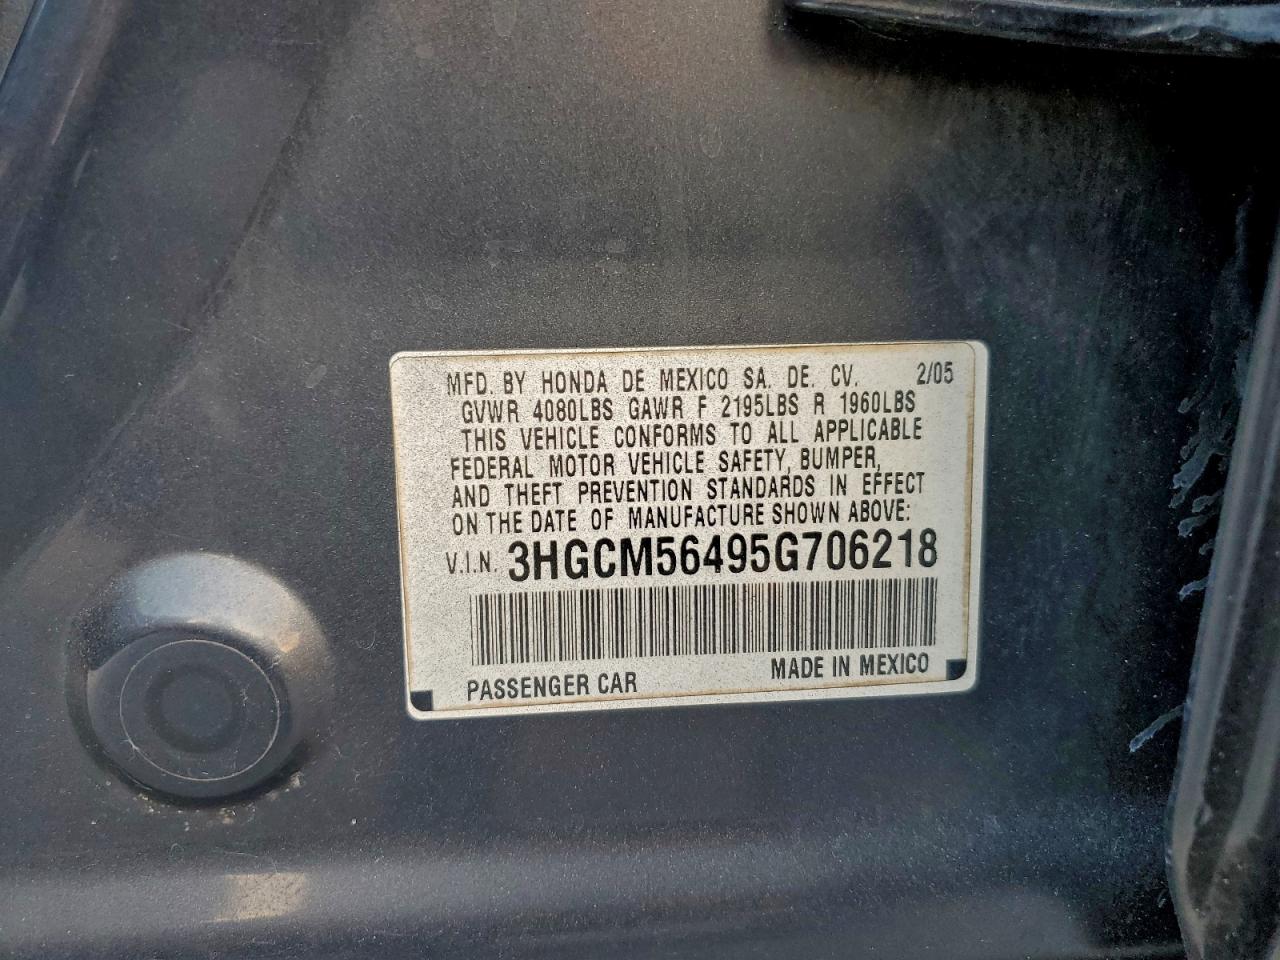 MFD. BY HONDA DE MEXICO SA. DE. CV. 2/05
GVWR 4080LBS GAWR F 2195LBS R 1960LBS
THIS VEHICLE CONFORMS TO ALL APPLICABLE
FEDERAL MOTOR VEHICLE SAFETY, BUMPER,
AND THEFT PREVENTION STANDARDS IN EFFECT
ON THE DATE OF MANUFACTURE SHOWN ABOVE:
V.I.N. 3HGCM56495G706218
PASSENGER CAR MADE IN MEXICO